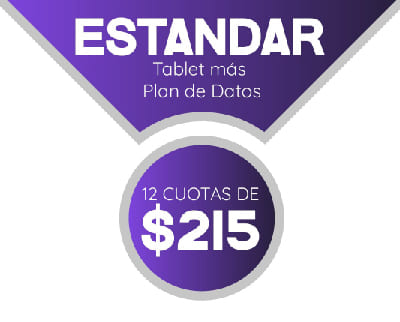 ESTANDAR
Tablet más
Plan de Datos
12 CUOTAS DE
$215